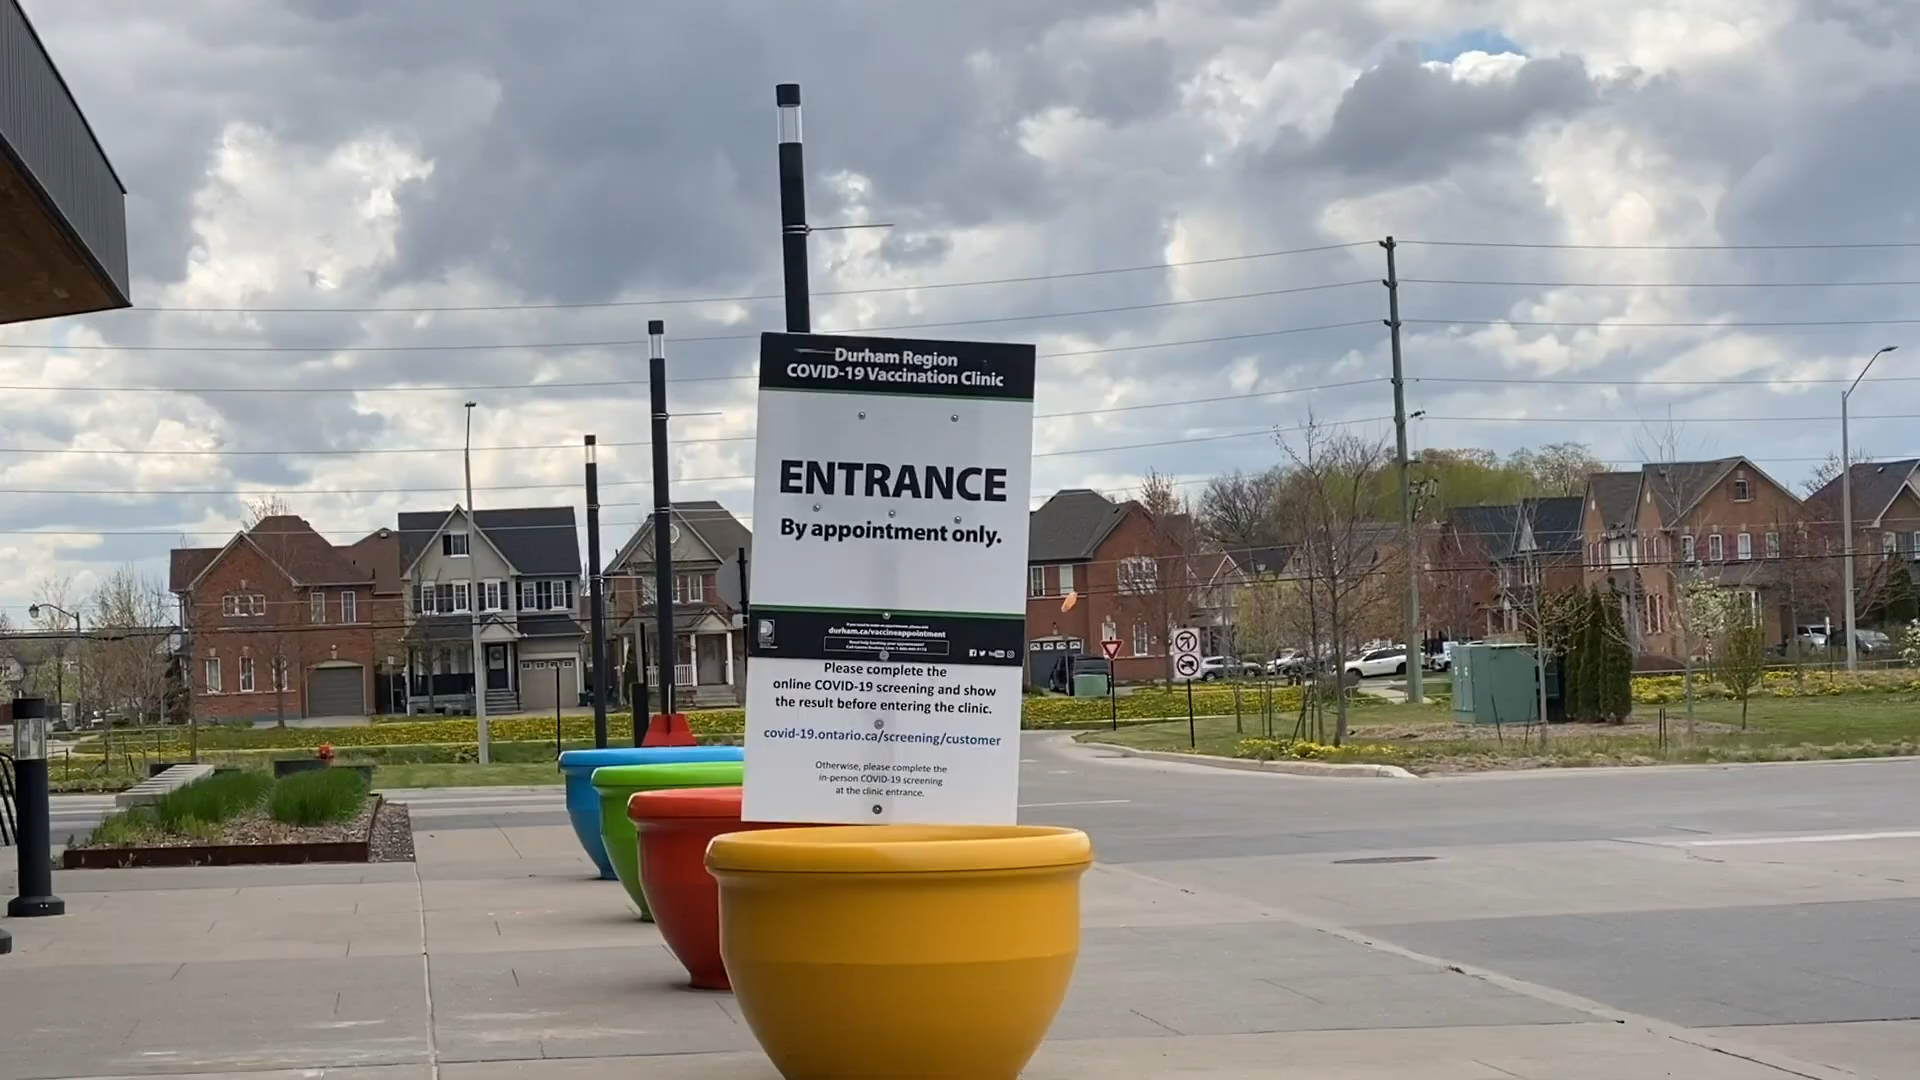 Durham Region
COVID-19 Vaccination Clinic
ENTRANCE
By appointment only.
durham.ca/vaccineappointment
Please complete the
online COVID-19 screening and show
the result before entering the clinic.
covid-19.ontario.ca/screening/customer
Otherwise, please complete the
in-person COVID-19 screening
at the clinic entrance.